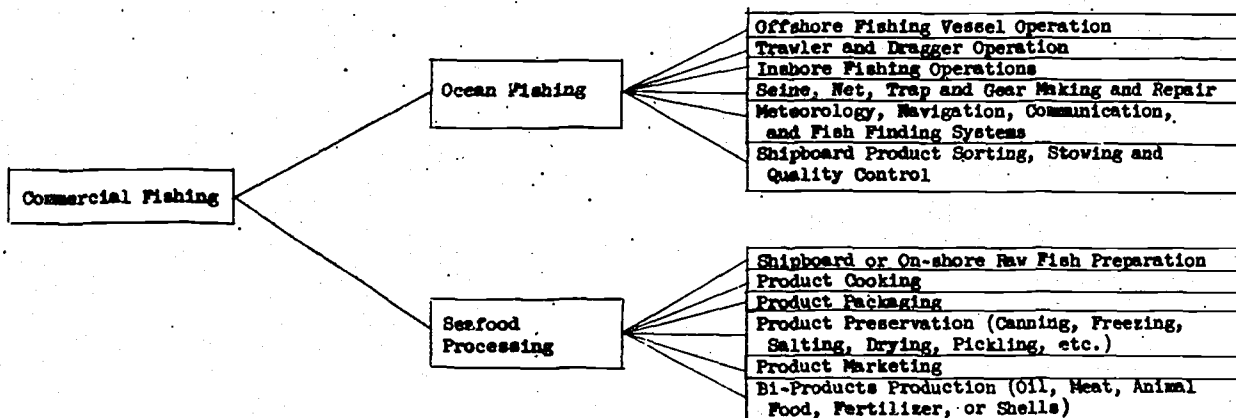 Commercial Fishing
Ocean Fishing
Offshore Fishing Vessel Operation
Trawler and Dragger Operation
Inshore Fishing Operations
Seine, Net, Trap and Gear Making and Repair
Meteorology, Navigation, Communication,
and Fish Finding Systems
Shipboard Product Sorting, Stowing and
Quality Control
Seafood
Processing
Shipboard or On-shore Raw Fish Preparation
Product Cooking
Product Packaging
Product Preservation (Canning, Freezing,
Salting, Drying, Pickling, etc.)
Product Marketing
Bi-Products Production (Oil, Meat, Animal
Food, Fertilizer, or Shells)